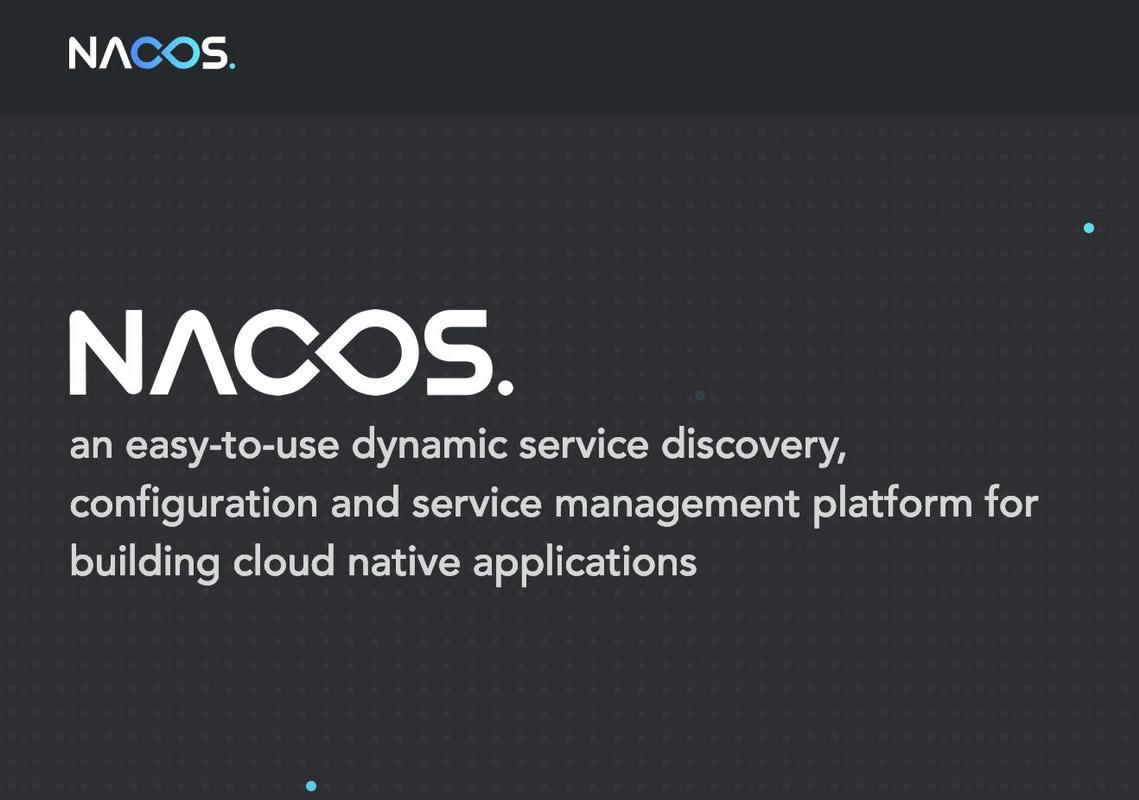 NACOS.
NACOS.
an easy-to-use dynamic service discovery,
configuration and service management platform for
building cloud native applications